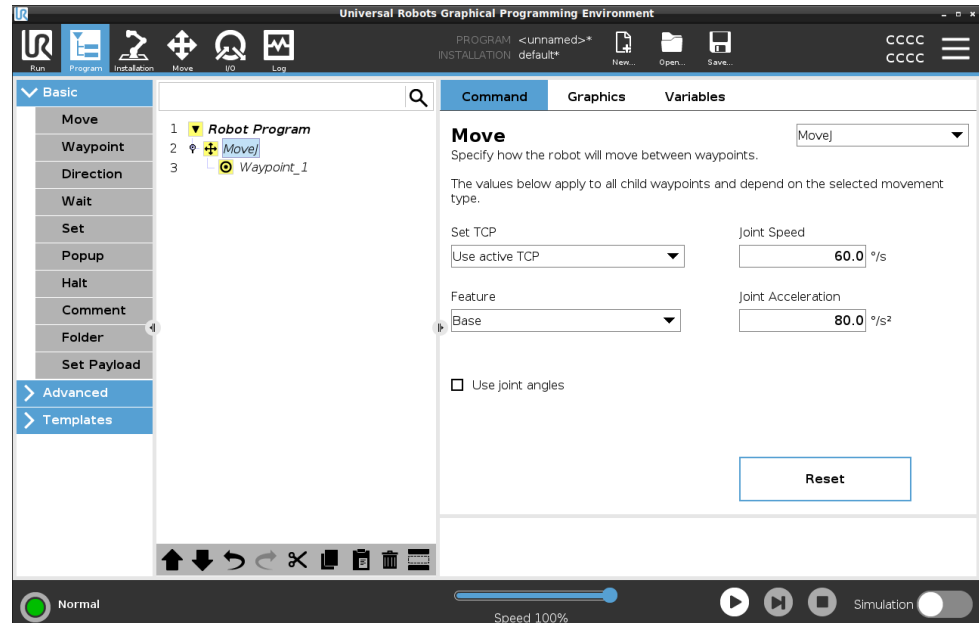 Universal Robots Graphical Programming Environment
UR
Run
Program
Installation
Move
I/O
Log
PROGRAM <unnamed>*
INSTALLATION default*
New...
Open...
Save...
CCCC
CCCC
Basic
Move
Waypoint
Direction
Wait
Set
Popup
Halt
Comment
Folder
Set Payload
Advanced
Templates
1 Robot Program
2 MoveJ
3 Waypoint_1
Command Graphics Variables
Move
MoveJ
Specify how the robot will move between waypoints.
The values below apply to all child waypoints and depend on the selected movement
type.
Set TCP
Use active TCP
Joint Speed
60.0 °/s
Feature
Base
Joint Acceleration
80.0 °/s²
Use joint angles
Reset
Normal
Speed 100%
Simulation